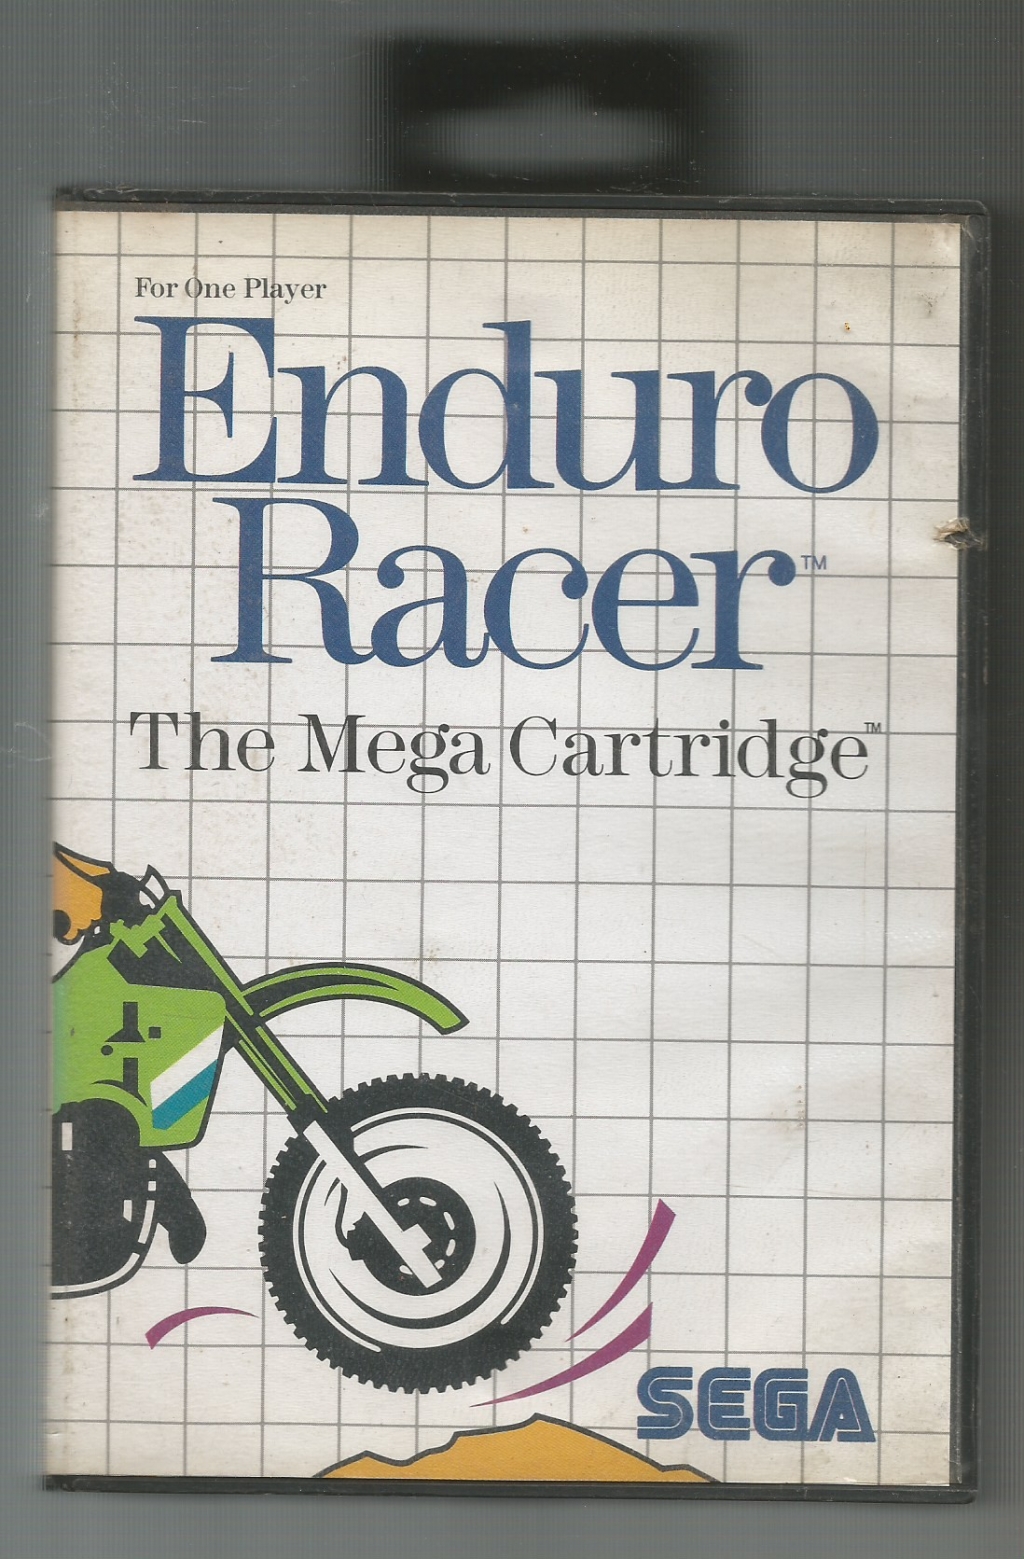 For One Player
Enduro
Racer™
The Mega Cartridge™
SEGA